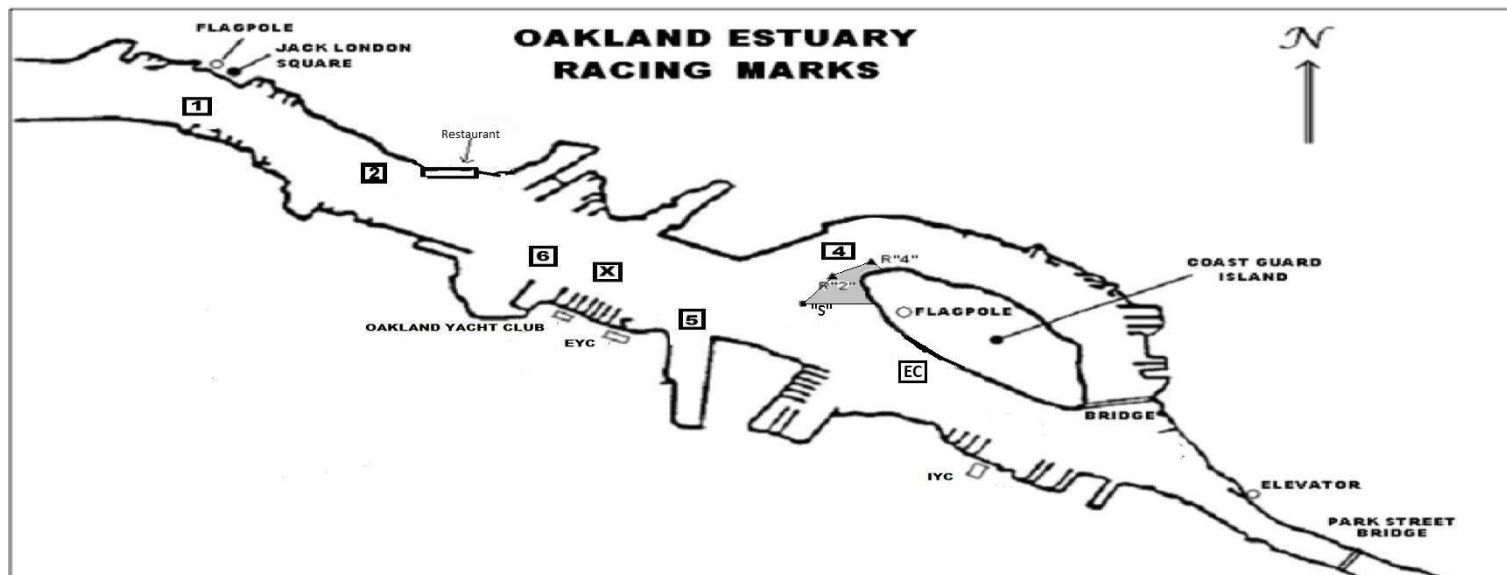 OAKLAND ESTUARY
RACING MARKS
N
FLAGPOLE
JACK LONDON
SQUARE
1
Restaurant
2
6
X
4
R"4"
R"2"
"S"
FLAGPOLE
COAST GUARD
ISLAND
5
OAKLAND YACHT CLUB
EYC
EC
BRIDGE
IYC
ELEVATOR
PARK STREET
BRIDGE